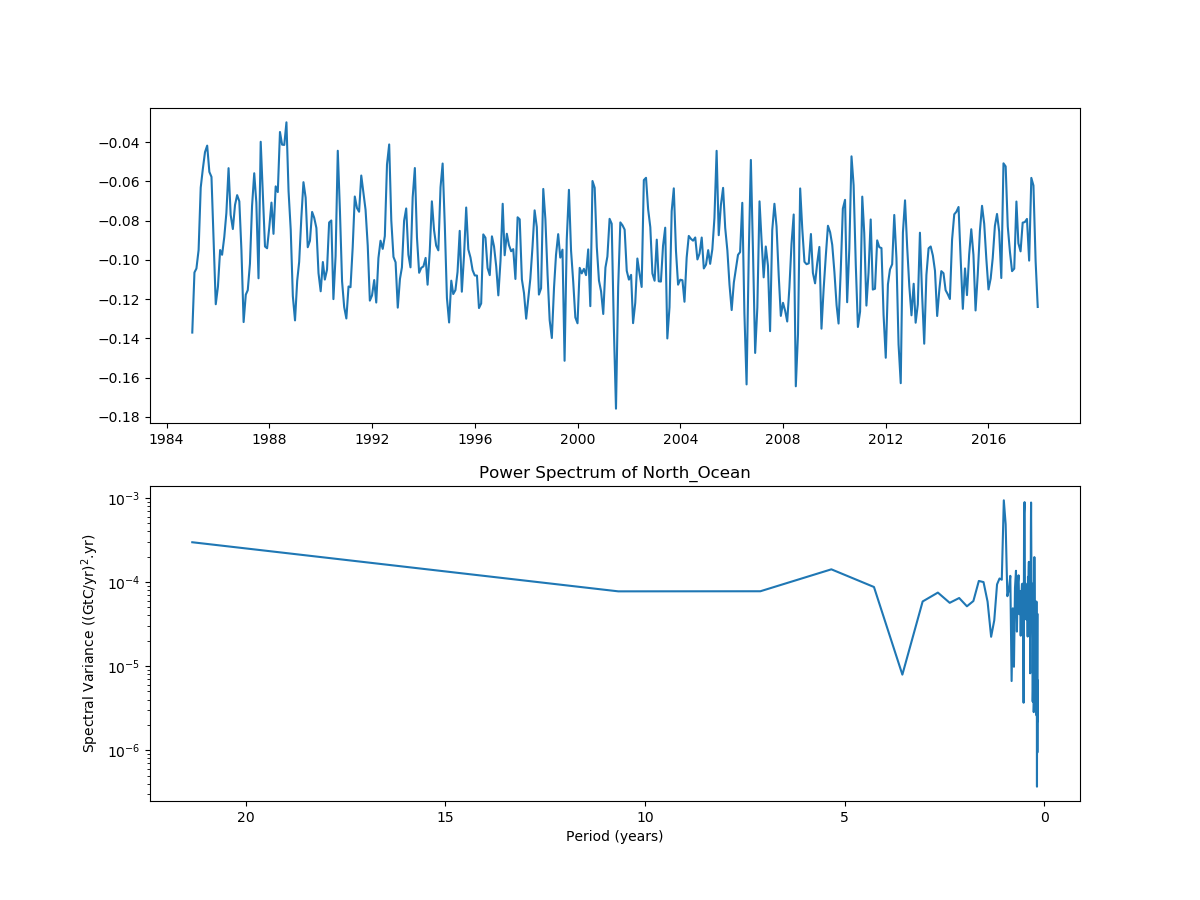 −0.04
−0.06
−0.08
−0.10
−0.12
−0.14
−0.16
−0.18
1984 1988 1992 1996 2000 2004 2008 2012 2016
Power Spectrum of North_Ocean
10⁻³
10⁻⁴
10⁻⁵
10⁻⁶
Spectral Variance ((GtC/yr)².yr)
20 15 10 5 0
Period (years)